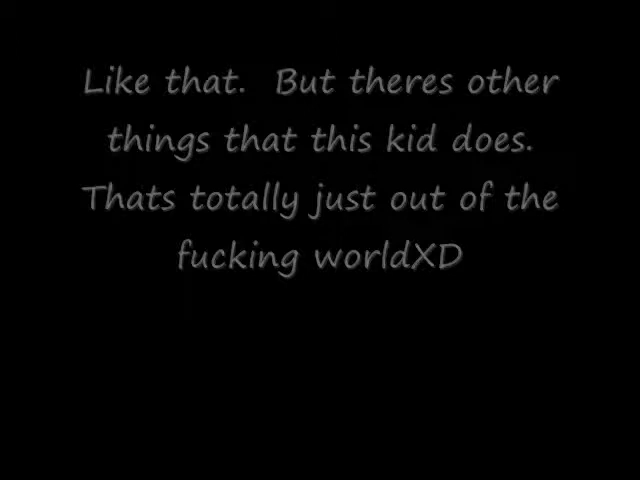 Like that.  But theres other
things that this kid does.
Thats totally just out of the
fucking worldXD